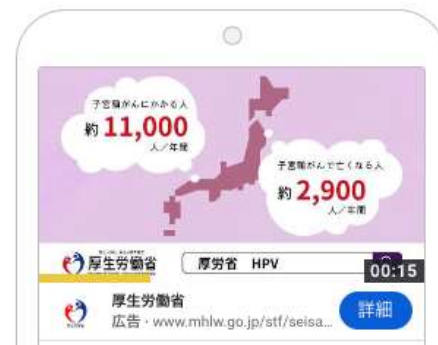 子宮頸がんにかかる人
約 11,000
人／年間
子宮頸がんで亡くなる人
約 2,900
人／年間
厚生労働省
厚労省 HPV
00:15
厚生労働省
広告・www.mhlw.go.jp/stf/seisa...
詳細